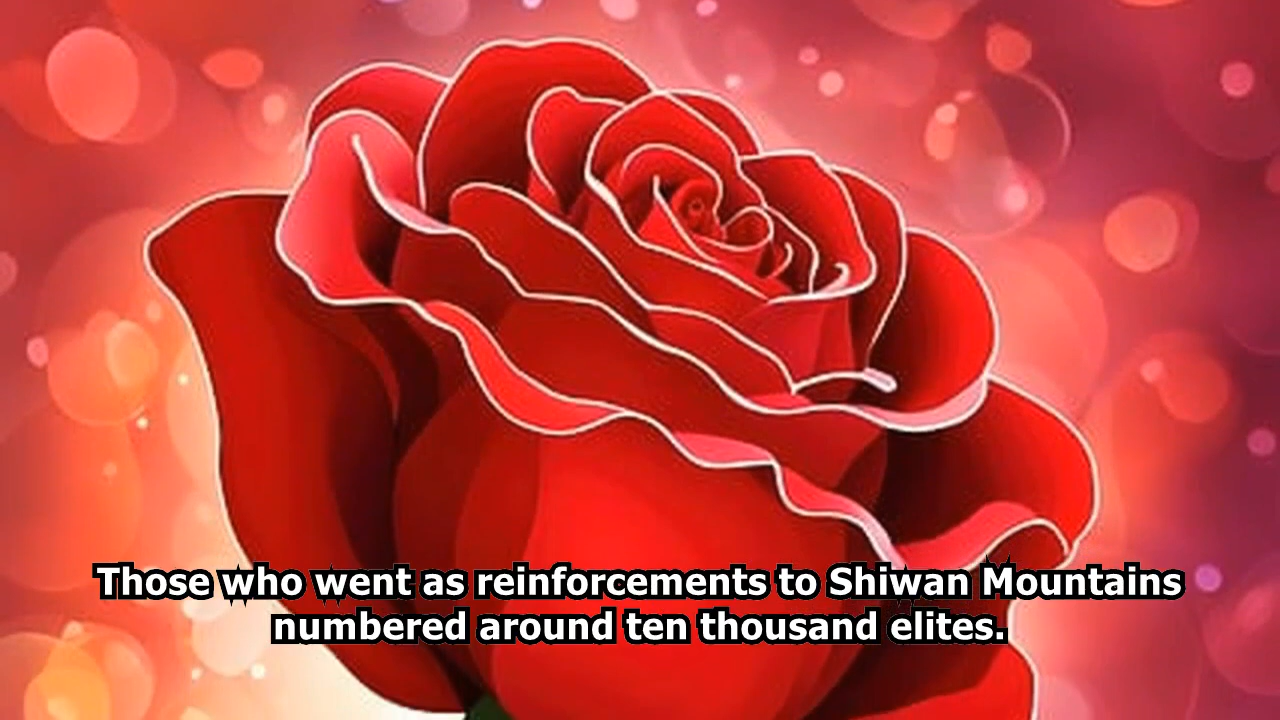 Those who went as reinforcements to Shiwan Mountains
numbered around ten thousand elites.